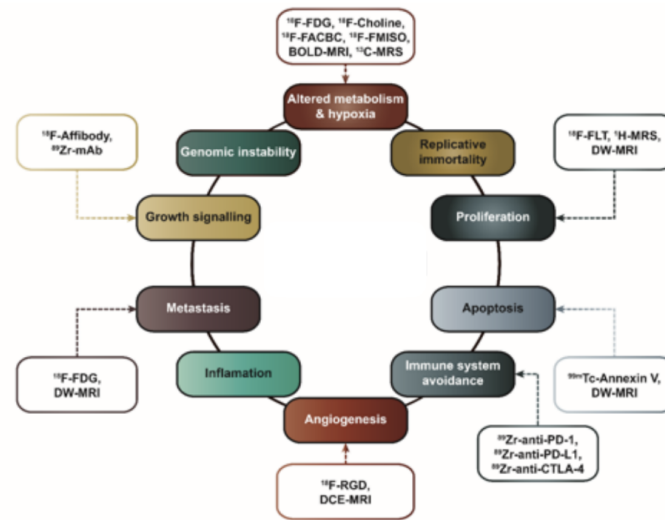 ¹⁸F-FDG, ¹⁸F-Choline,
¹⁸F-FACBC, ¹⁸F-FMISO,
BOLD-MRI, ¹³C-MRS
Altered metabolism
& hypoxia
¹⁸F-Affibody,
⁸⁹Zr-mAb
Genomic instability
Replicative
immortality
¹⁸F-FLT, ¹H-MRS,
DW-MRI
Growth signalling
Proliferation
Metastasis
Apoptosis
¹⁸F-FDG,
DW-MRI
Inflamation
Immune system
avoidance
⁹⁹ᵐTc-Annexin V,
DW-MRI
Angiogenesis
⁸⁹Zr-anti-PD-1,
⁸⁹Zr-anti-PD-L1,
⁸⁹Zr-anti-CTLA-4
¹⁸F-RGD,
DCE-MRI